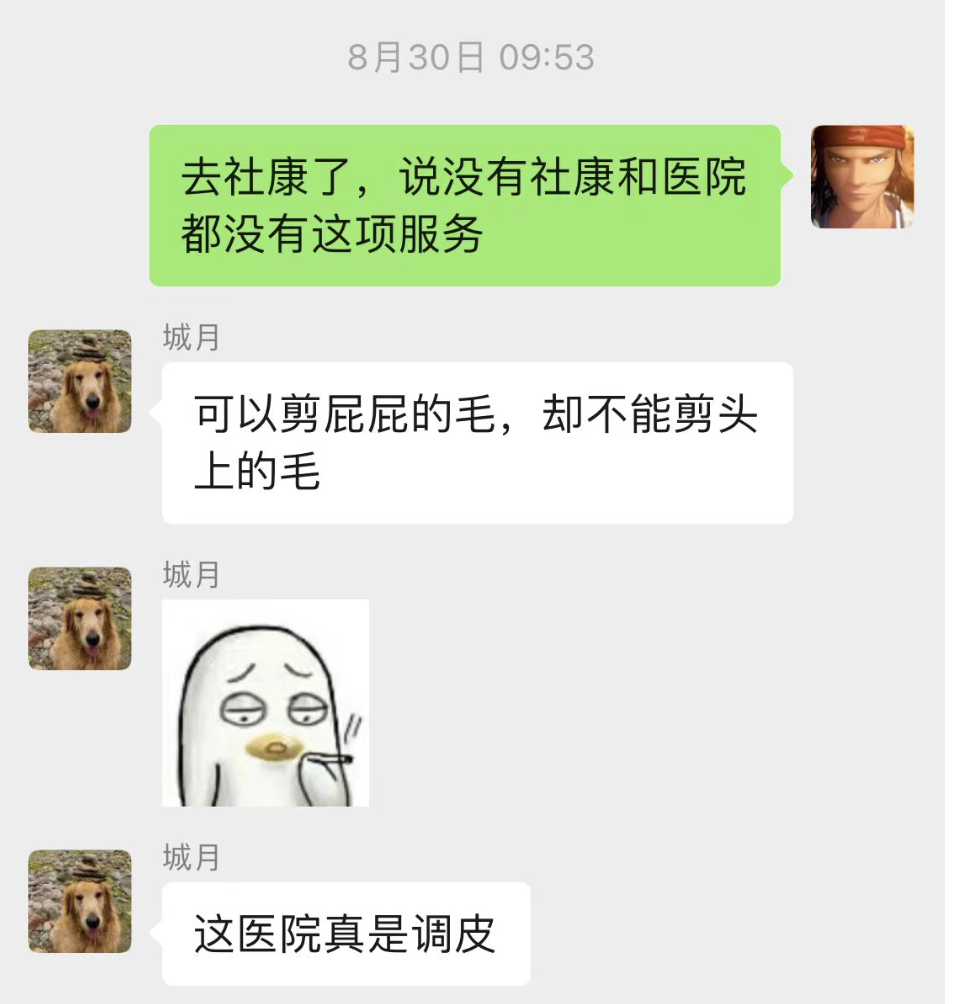 8月30日 09:53
去社康了，说没有社康和医院
都没有这项服务
城月
可以剪屁屁的毛，却不能剪头
上的毛
城月
城月
这医院真是调皮